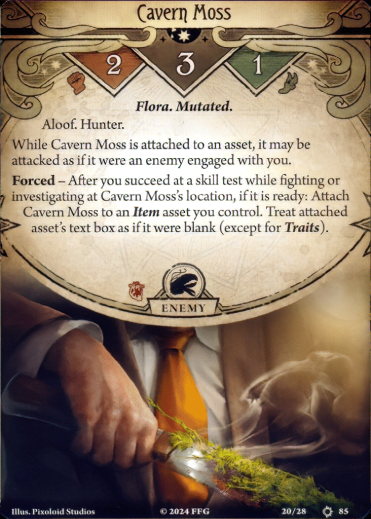 Cavern Moss
2 3 1
Flora. Mutated.
Aloof. Hunter.
While Cavern Moss is attached to an asset, it may be
attacked as if it were an enemy engaged with you.
Forced – After you succeed at a skill test while fighting or
investigating at Cavern Moss's location, if it is ready: Attach
Cavern Moss to an Item asset you control. Treat attached
asset's text box as if it were blank (except for Traits).
ENEMY
Illus. Pixoloid Studios © 2024 FFG 20/28 85